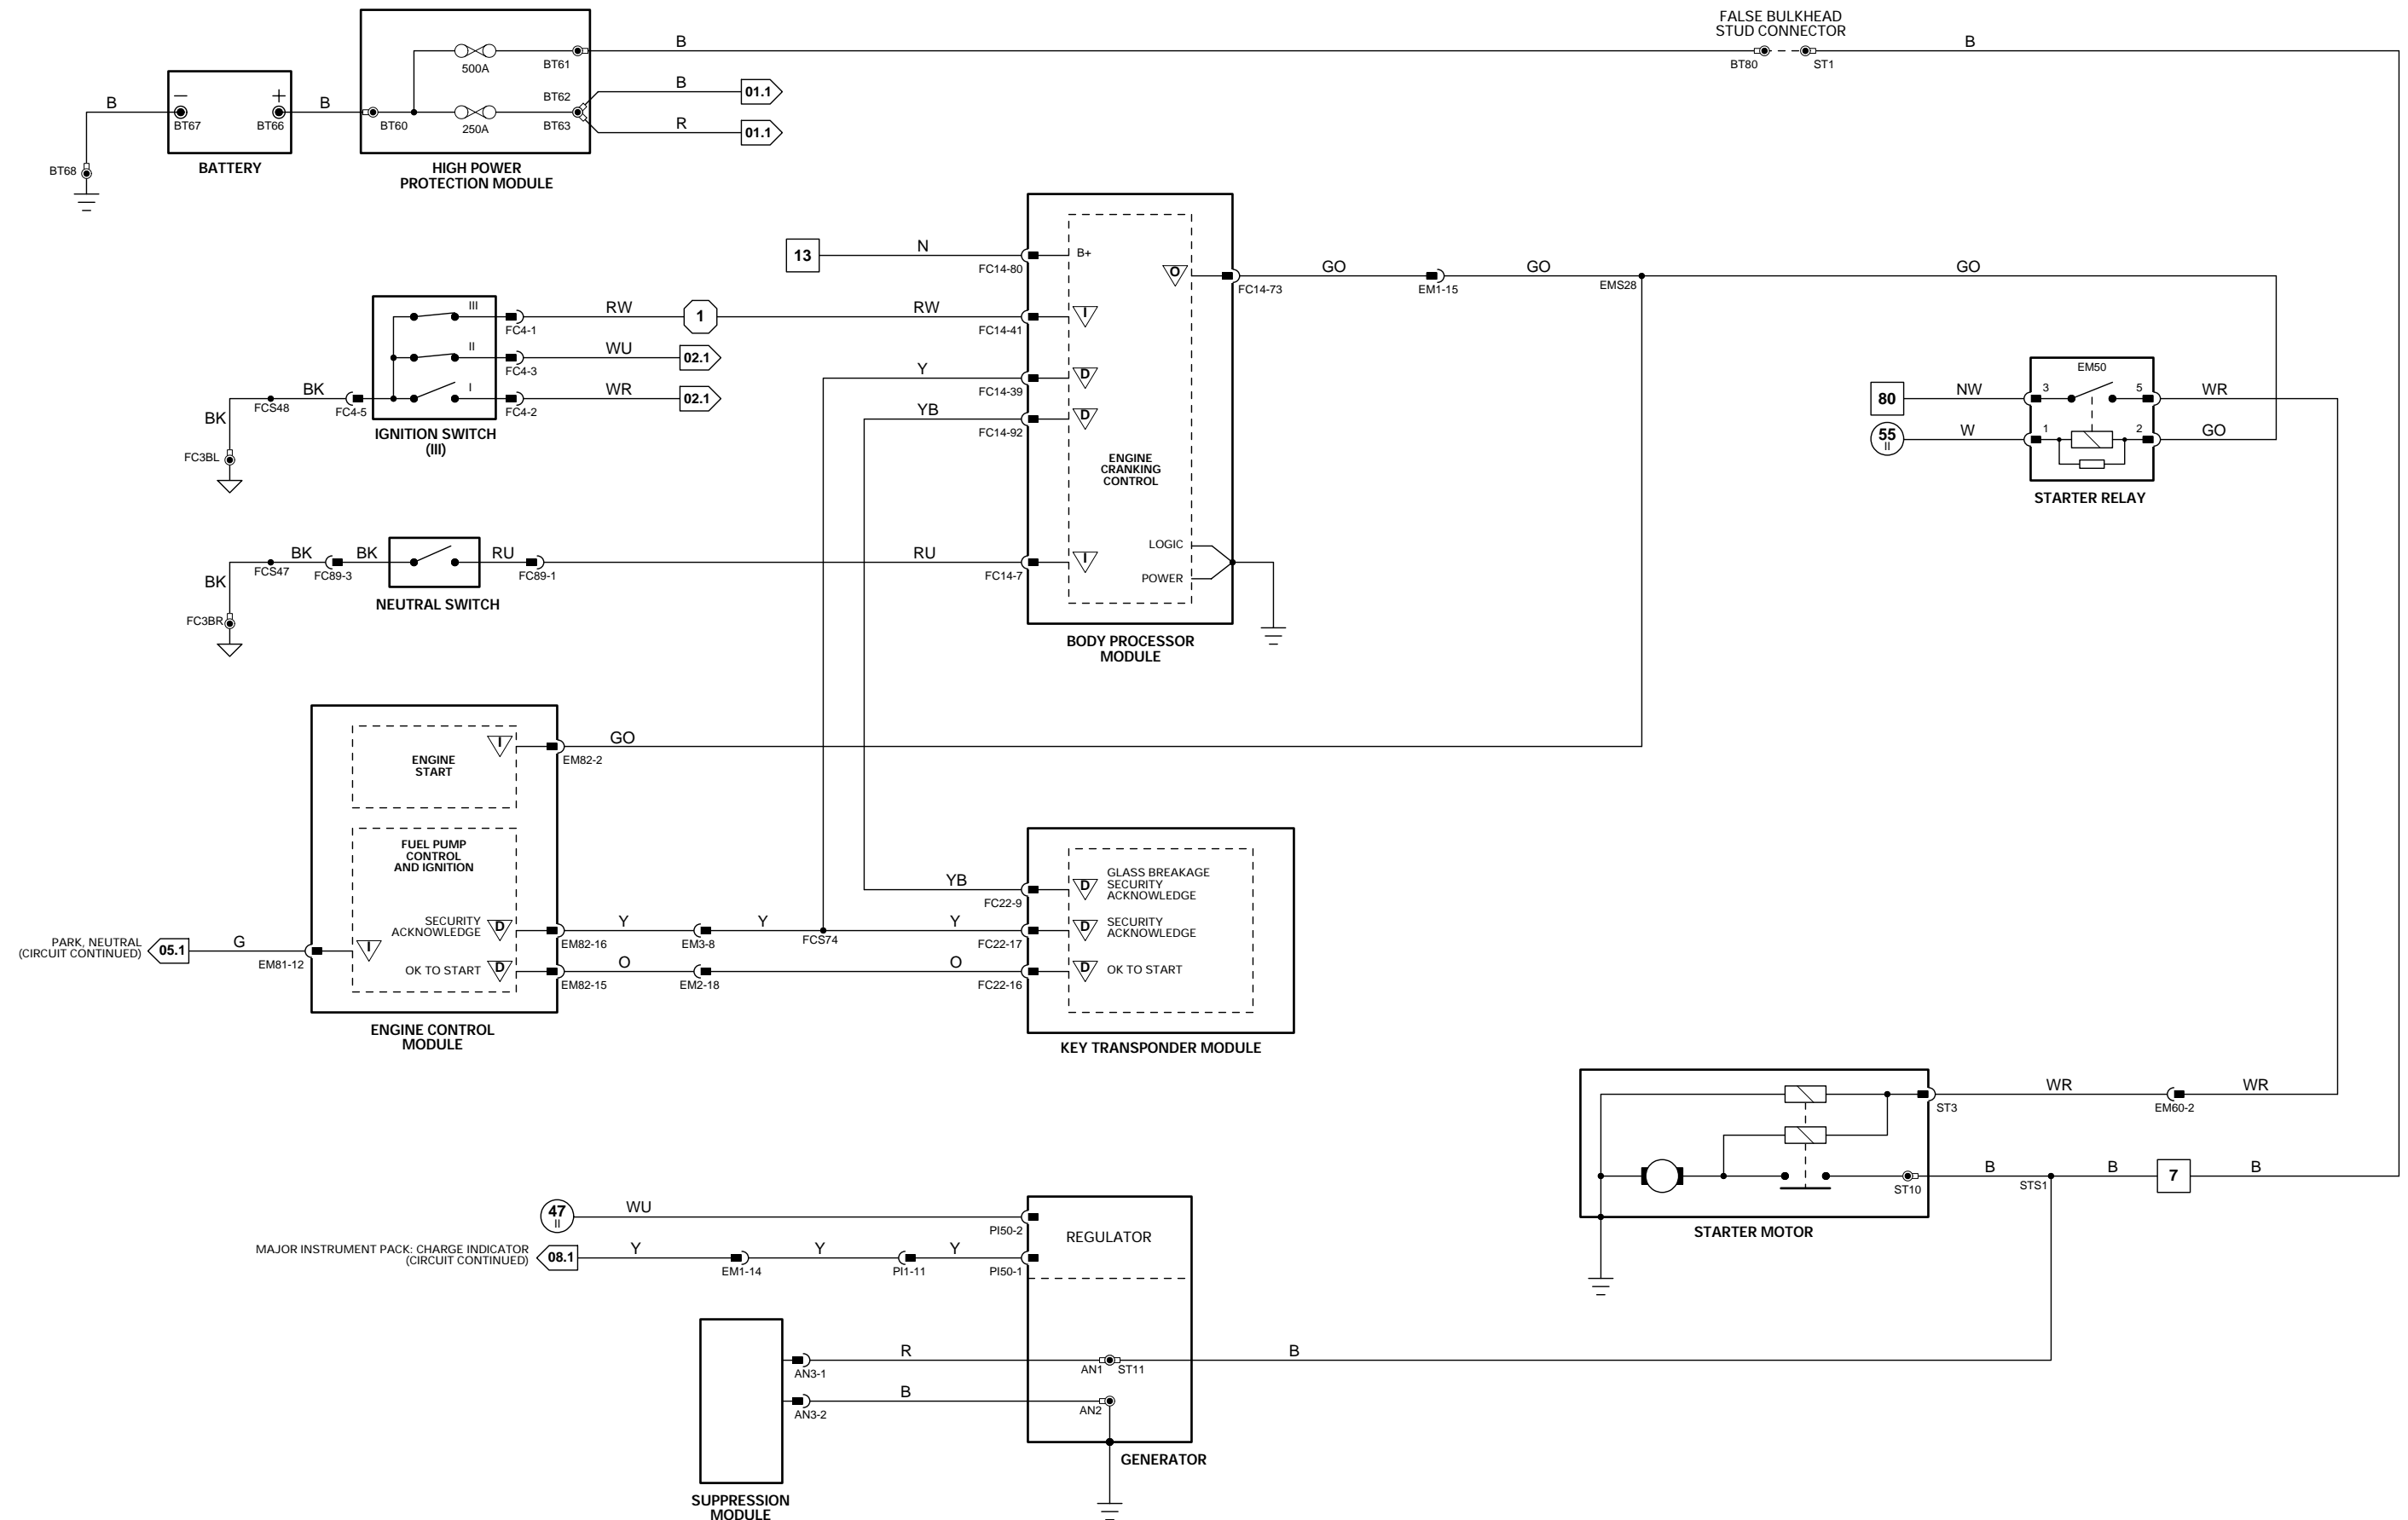 FALSE BULKHEAD
STUD CONNECTOR
B
B
BT80
ST1
500A
BT61
B
BT62
01.1
B
−
+
B
BT67
BT66
BT60
250A
BT63
R
01.1
BT68
BATTERY
HIGH POWER
PROTECTION MODULE
13
N
FC14-80
B+
O
FC14-73
GO
EM1-15
GO
EMS28
GO
III
FC4-1
RW
1
RW
FC14-41
I
II
FC4-3
WU
02.1
Y
FC14-39
D
I
FC4-2
WR
02.1
YB
FC14-92
D
BK
FCS48
BK
FC4-5
FC3BL
IGNITION SWITCH
(III)
ENGINE
CRANKING
CONTROL
EM50
80
NW
3
5
WR
55
II
W
1
2
GO
STARTER RELAY
BK
FCS47
BK
FC89-3
BK
RU
FC89-1
RU
FC14-7
I
LOGIC
POWER
FC3BR
NEUTRAL SWITCH
BODY PROCESSOR
MODULE
ENGINE
START
I
EM82-2
GO
FUEL PUMP
CONTROL
AND IGNITION
YB
FC22-9
D
GLASS BREAKAGE
SECURITY
ACKNOWLEDGE
SECURITY
ACKNOWLEDGE
D
EM82-16
Y
EM3-8
Y
FCS74
Y
FC22-17
D
SECURITY
ACKNOWLEDGE
PARK, NEUTRAL
(CIRCUIT CONTINUED)
05.1
G
EM81-12
I
OK TO START
D
EM82-15
O
EM2-18
O
FC22-16
D
OK TO START
ENGINE CONTROL
MODULE
KEY TRANSPONDER MODULE
ST3
WR
EM60-2
WR
ST10
B
STS1
B
7
B
STARTER MOTOR
47
II
WU
PI50-2
REGULATOR
MAJOR INSTRUMENT PACK: CHARGE INDICATOR
(CIRCUIT CONTINUED)
08.1
Y
EM1-14
Y
PI1-11
Y
PI50-1
AN3-1
R
AN1
ST11
B
AN3-2
B
AN2
GENERATOR
SUPPRESSION
MODULE